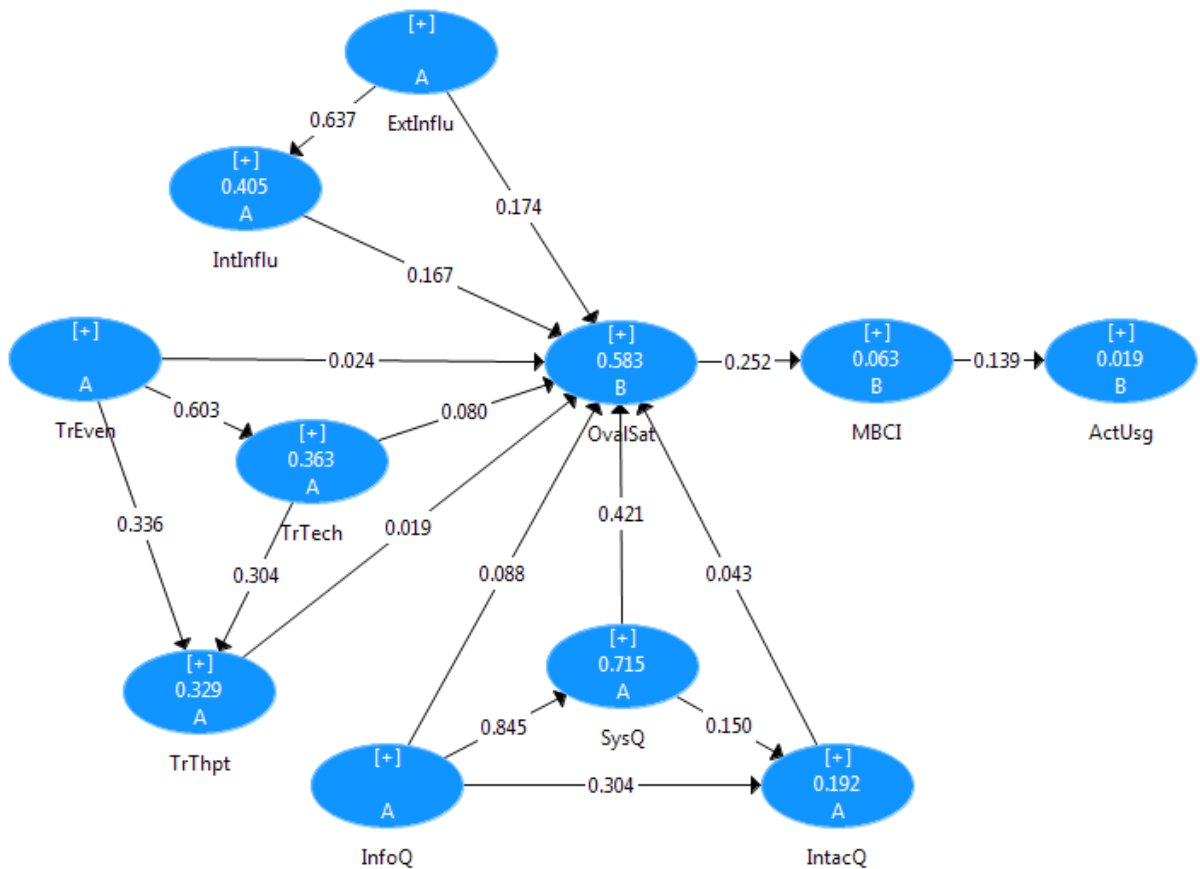 [+]
A
ExtInflu
0.637
[+]
0.405
A
IntInflu
0.174
0.167
[+]
A
TrEven
0.024
[+]
0.583
B
OvalSat
0.252
[+]
0.063
B
MBCI
0.139
[+]
0.019
B
ActUsg
0.603
0.080
[+]
0.363
A
TrTech
0.336
0.019
0.304
0.421
0.088
0.043
[+]
0.329
A
TrThpt
[+]
0.715
A
SysQ
0.845
0.150
[+]
A
InfoQ
0.304
[+]
0.192
A
IntacQ